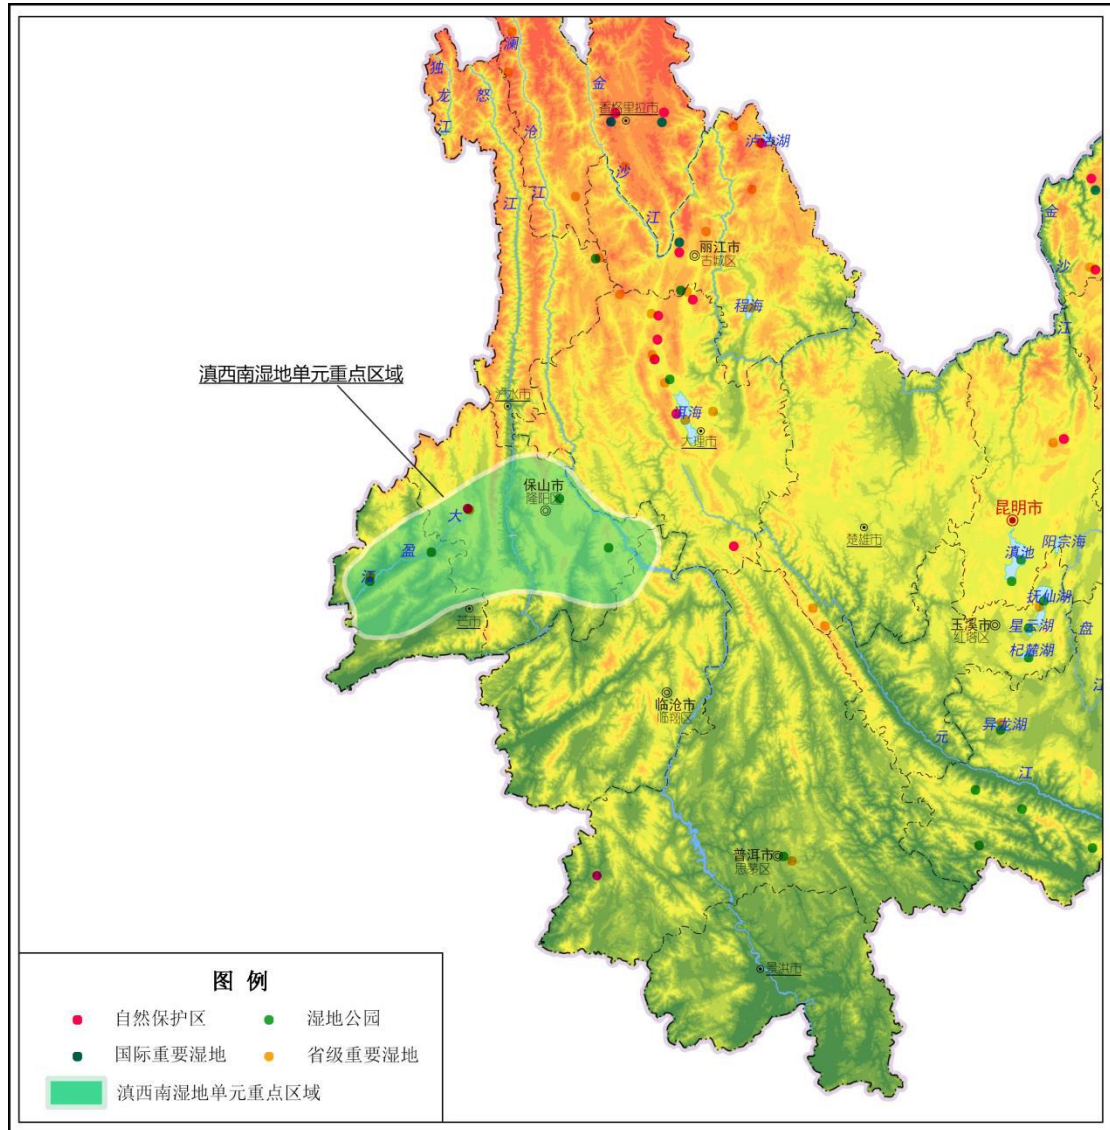 独
龙
江
怒
江
澜
沧
江
金
沙
江
香格里拉市
泸沽湖
丽江市
古城区
程海
金
沙
江
滇西南湿地单元重点区域
泸水市
洱海
大理市
保山市
隆阳区
大
盈
江
芒市
楚雄市
昆明市
滇池
阳宗海
抚仙湖
玉溪市
红塔区
星云湖
杞麓湖
盘
江
临沧市
临翔区
异龙湖
元
江
普洱市
思茅区
景洪市
图 例
自然保护区
湿地公园
国际重要湿地
省级重要湿地
滇西南湿地单元重点区域